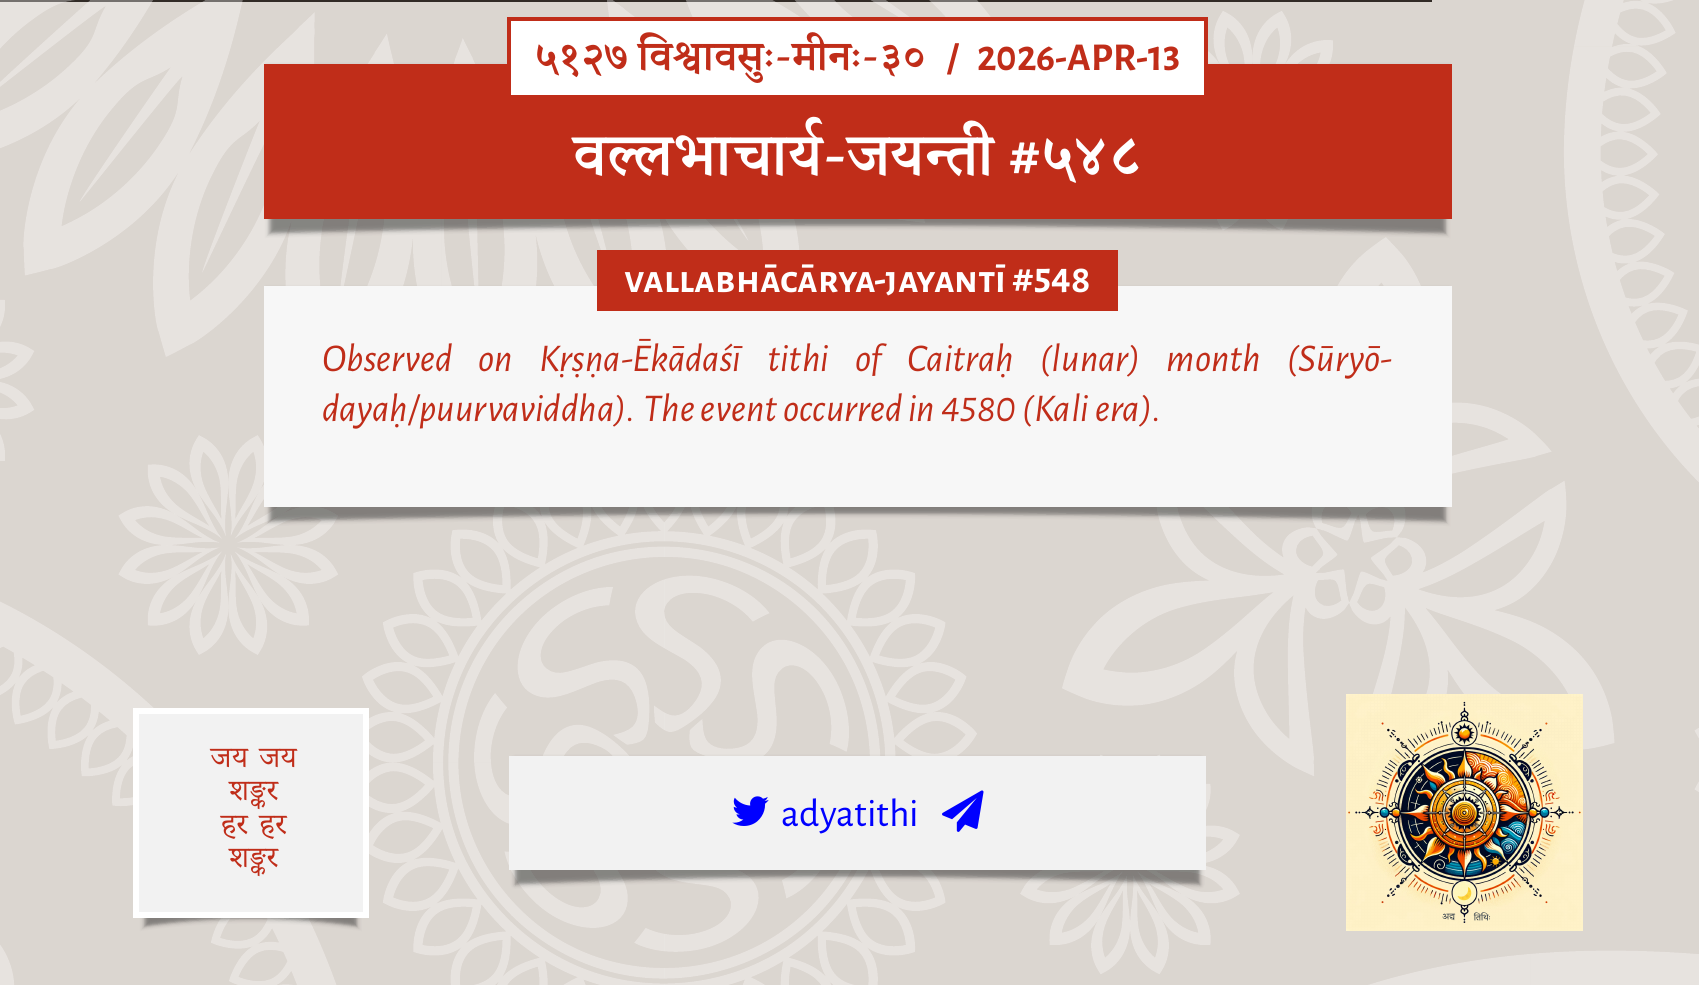 ५१२७ विश्वावसुः-मीनः-३० / 2026-APR-13
वल्लभाचार्य-जयन्ती #५४८
VALLABHĀCĀRYA-JAYANTĪ #548
Observed on Kṛṣṇa-Ēkādaśī tithi of Caitraḥ (lunar) month (Sūryō-
dayaḥ/puurvaviddha). The event occurred in 4580 (Kali era).
जय जय
शङ्कर
हर हर
शङ्कर
adyatithi
अद्य तिथिः